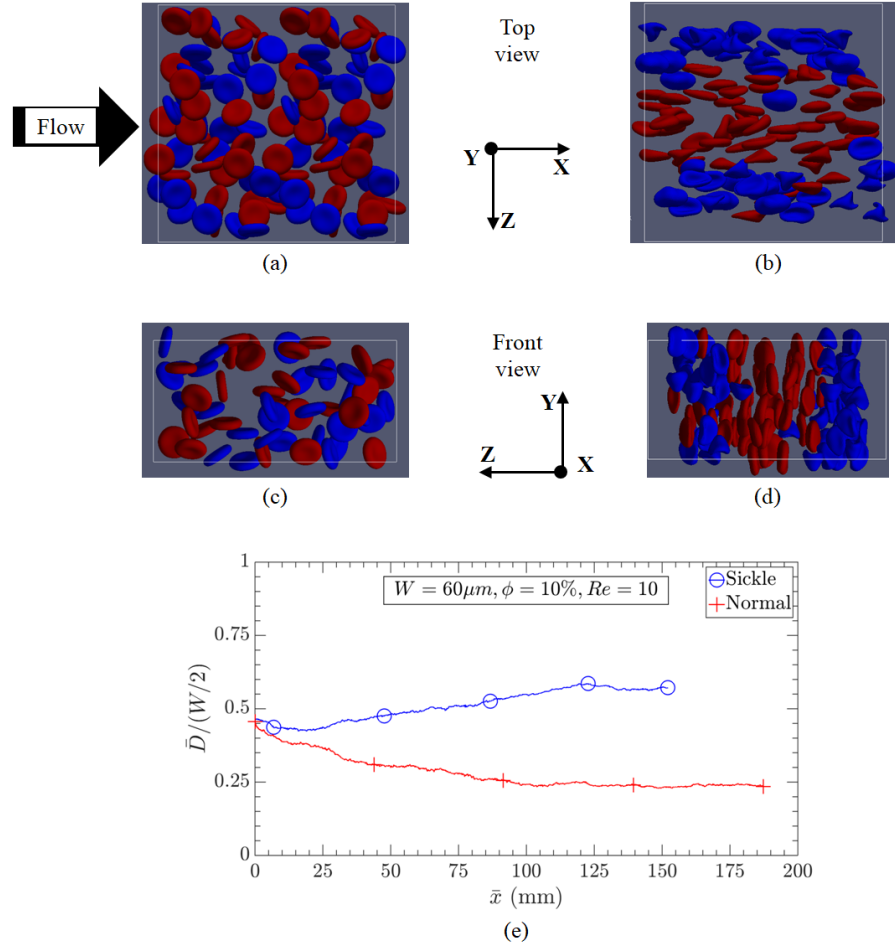 Top
view
Flow
Y
X
Z
(a)
(b)
Front
view
Y
Z
X
(c)
(d)
1
0.75
0.5
0.25
0
D̄/(W/2)
W = 60μm, ϕ = 10%, Re = 10
Sickle
Normal
0 25 50 75 100 125 150 175 200
x̄ (mm)
(e)